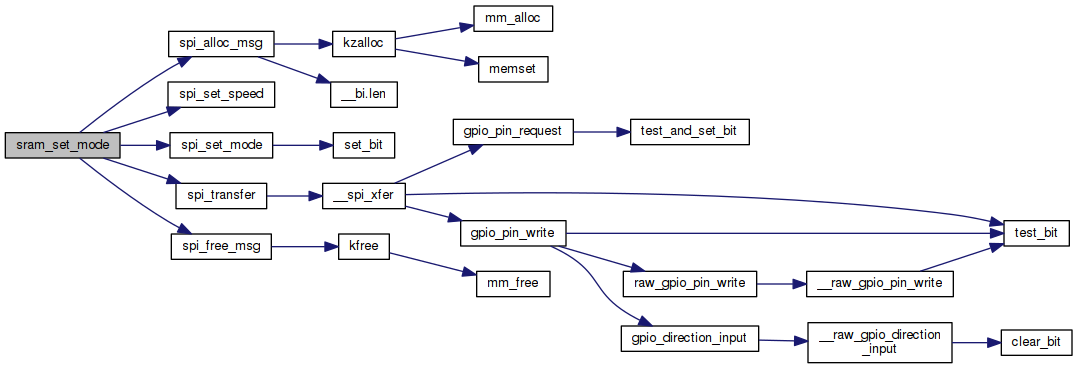 sram_set_mode
spi_alloc_msg
spi_set_speed
spi_set_mode
spi_transfer
spi_free_msg
kzalloc
__bi.len
set_bit
__spi_xfer
kfree
mm_alloc
memset
gpio_pin_request
gpio_pin_write
mm_free
test_and_set_bit
raw_gpio_pin_write
gpio_direction_input
__raw_gpio_pin_write
__raw_gpio_direction
_input
test_bit
clear_bit